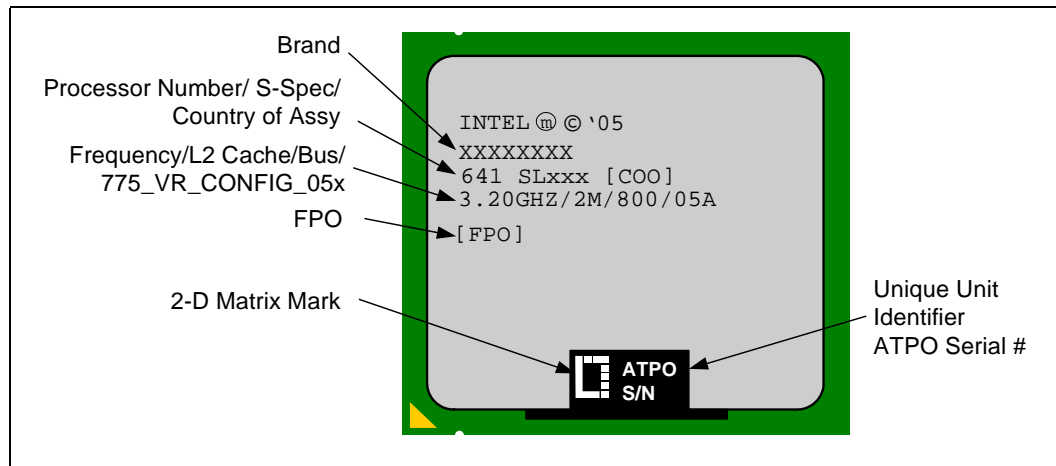 Brand
Processor Number/ S-Spec/
Country of Assy
Frequency/L2 Cache/Bus/
775_VR_CONFIG_05x
FPO
2-D Matrix Mark
INTEL ⓜ © ‘05
XXXXXXXX
641 SLxxx [COO]
3.20GHZ/2M/800/05A
[FPO]
ATPO
S/N
Unique Unit
Identifier
ATPO Serial #